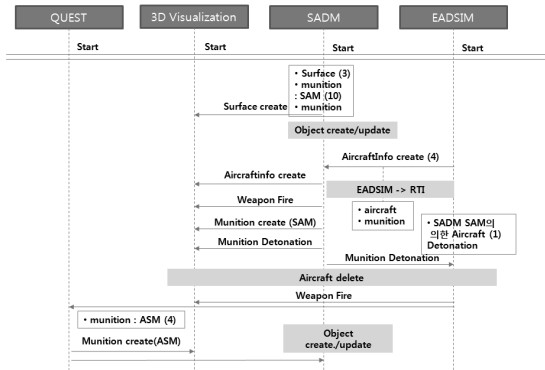 QUEST
3D Visualization
SADM
EADSIM
Start
Start
Start
Start
• Surface (3)
• munition
: SAM (10)
• munition
Surface create
Object create/update
AircraftInfo create (4)
Aircraftinfo create
EADSIM -> RTI
Weapon Fire
• aircraft
• munition
Munition create (SAM)
• SADM SAM의
의한 Aircraft (1)
Detonation
Munition Detonation
Munition Detonation
Aircraft delete
Weapon Fire
• munition : ASM (4)
Object
create./update
Munition create(ASM)